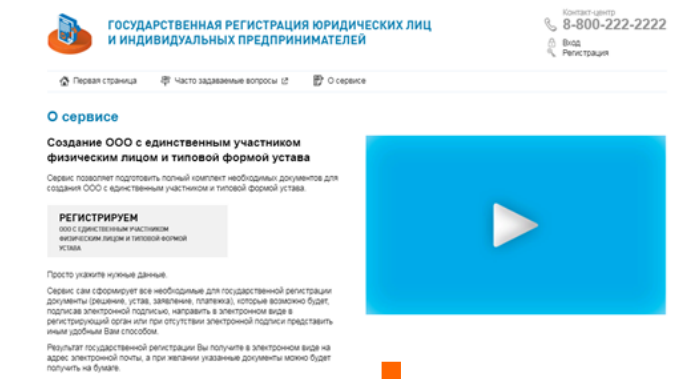 ГОСУДАРСТВЕННАЯ РЕГИСТРАЦИЯ ЮРИДИЧЕСКИХ ЛИЦ
И ИНДИВИДУАЛЬНЫХ ПРЕДПРИНИМАТЕЛЕЙ
Контакт-центр
8-800-222-2222
Вход
Регистрация
Первая страница
Часто задаваемые вопросы
О сервисе
О сервисе
Создание ООО с единственным участником
физическим лицом и типовой формой устава
Сервис позволяет подготовить полный комплект необходимых документов для
создания ООО с единственным участником и типовой формой устава.
РЕГИСТРИРУЕМ
ООО С ЕДИНСТВЕННЫМ УЧАСТНИКОМ
ФИЗИЧЕСКИМ ЛИЦОМ И ТИПОВОЙ ФОРМОЙ
УСТАВА
Просто укажите нужные данные.
Сервис сам сформирует все необходимые для государственной регистрации
документы (решение, устав, заявление, платежка), которые возможно будет,
подписав электронной подписью, направить в электронном виде в
регистрирующий орган или при отсутствии электронной подписи представить
иным удобным Вам способом.
Результат государственной регистрации Вы получите в электронном виде на
адрес электронной почты, а при желании указанные документы можно будет
получить на бумаге.